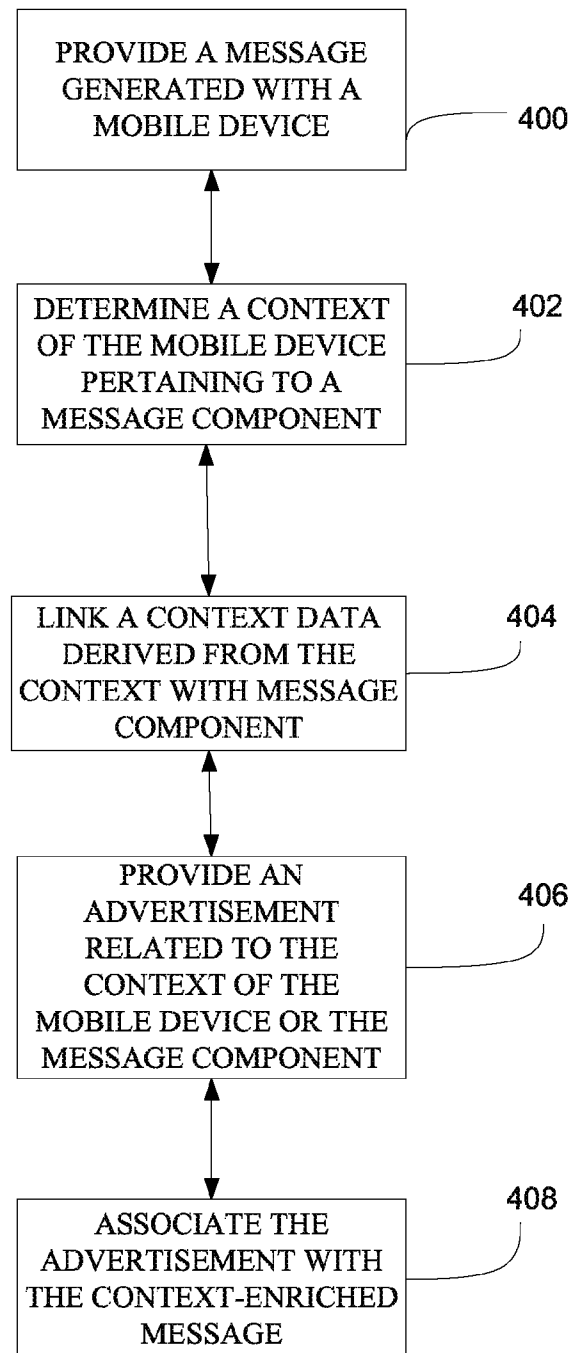 PROVIDE A MESSAGE
GENERATED WITH A
MOBILE DEVICE
400
DETERMINE A CONTEXT
OF THE MOBILE DEVICE
PERTAINING TO A
MESSAGE COMPONENT
402
LINK A CONTEXT DATA
DERIVED FROM THE
CONTEXT WITH MESSAGE
COMPONENT
404
PROVIDE AN
ADVERTISEMENT
RELATED TO THE
CONTEXT OF THE
MOBILE DEVICE OR THE
MESSAGE COMPONENT
406
ASSOCIATE THE
ADVERTISEMENT WITH
THE CONTEXT-ENRICHED
MESSAGE
408